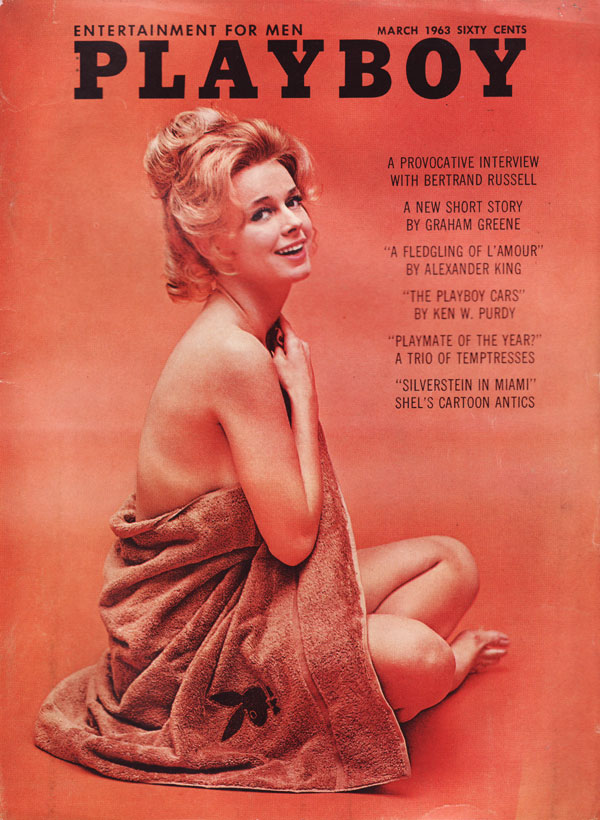 ENTERTAINMENT FOR MEN MARCH 1963 SIXTY CENTS
PLAYBOY
A PROVOCATIVE INTERVIEW
WITH BERTRAND RUSSELL
A NEW SHORT STORY
BY GRAHAM GREENE
"A FLEDGLING OF L'AMOUR"
BY ALEXANDER KING
"THE PLAYBOY CARS"
BY KEN W. PURDY
"PLAYMATE OF THE YEAR?"
A TRIO OF TEMPTRESSES
"SILVERSTEIN IN MIAMI"
SHEL'S CARTOON ANTICS